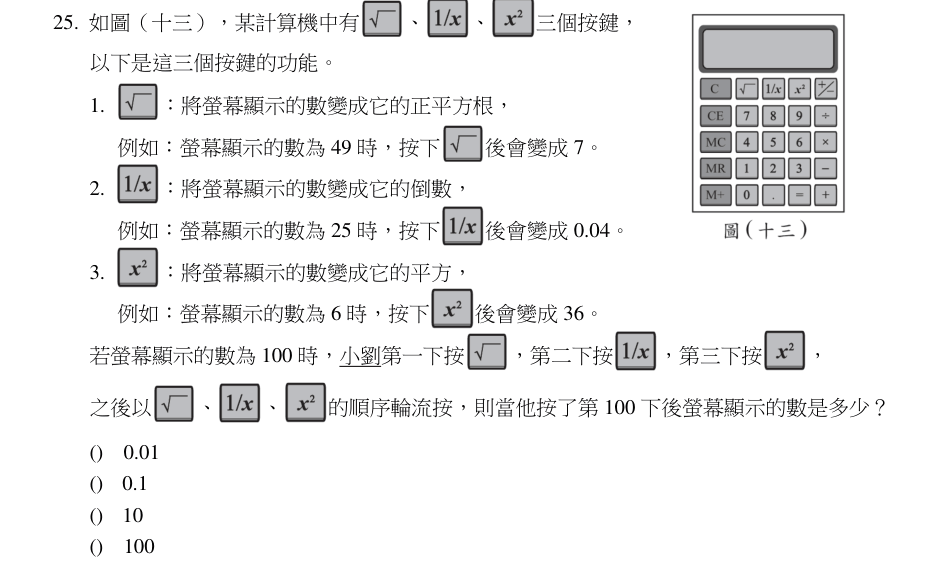 25. 如圖（十三），某計算機中有 √ 、 1/x 、 x² 三個按鍵，
以下是這三個按鍵的功能。
1. √ ：將螢幕顯示的數變成它的正平方根，
例如：螢幕顯示的數為 49 時，按下 √ 後會變成 7。
2. 1/x ：將螢幕顯示的數變成它的倒數，
例如：螢幕顯示的數為 25 時，按下 1/x 後會變成 0.04。
3. x² ：將螢幕顯示的數變成它的平方，
例如：螢幕顯示的數為 6 時，按下 x² 後會變成 36。
若螢幕顯示的數為 100 時，小劉第一下按 √ ，第二下按 1/x ，第三下按 x² ，
之後以 √ 、 1/x 、 x² 的順序輪流按，則當他按了第 100 下後螢幕顯示的數是多少？
() 0.01
() 0.1
() 10
() 100
C √ 1/x x² +/−
CE 7 8 9 ÷
MC 4 5 6 ×
MR 1 2 3 −
M+ 0 . = +
圖(十三)